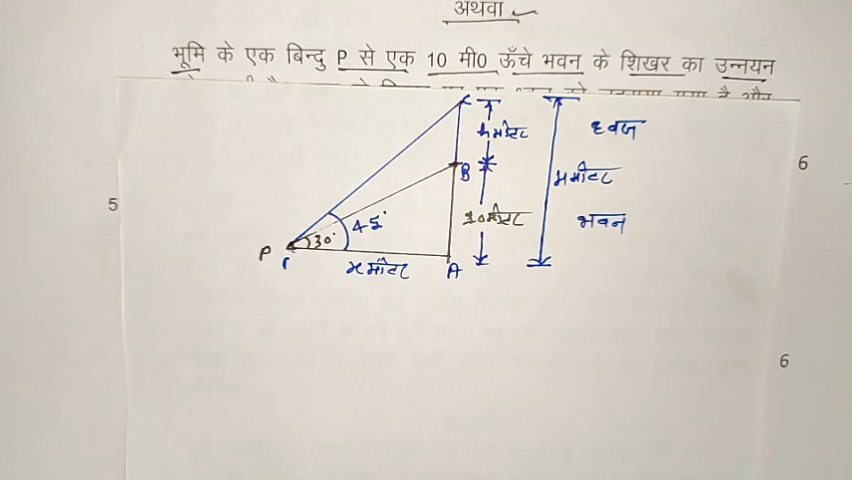 अथवा
भूमि के एक बिन्दु P से एक 10 मी0 ऊँचे भवन के शिखर का उन्नयन
h मीटर
ध्वज
6
B
मीटर
5
45°
10 मीटर
भवन
30°
P
x मीटर
A
6